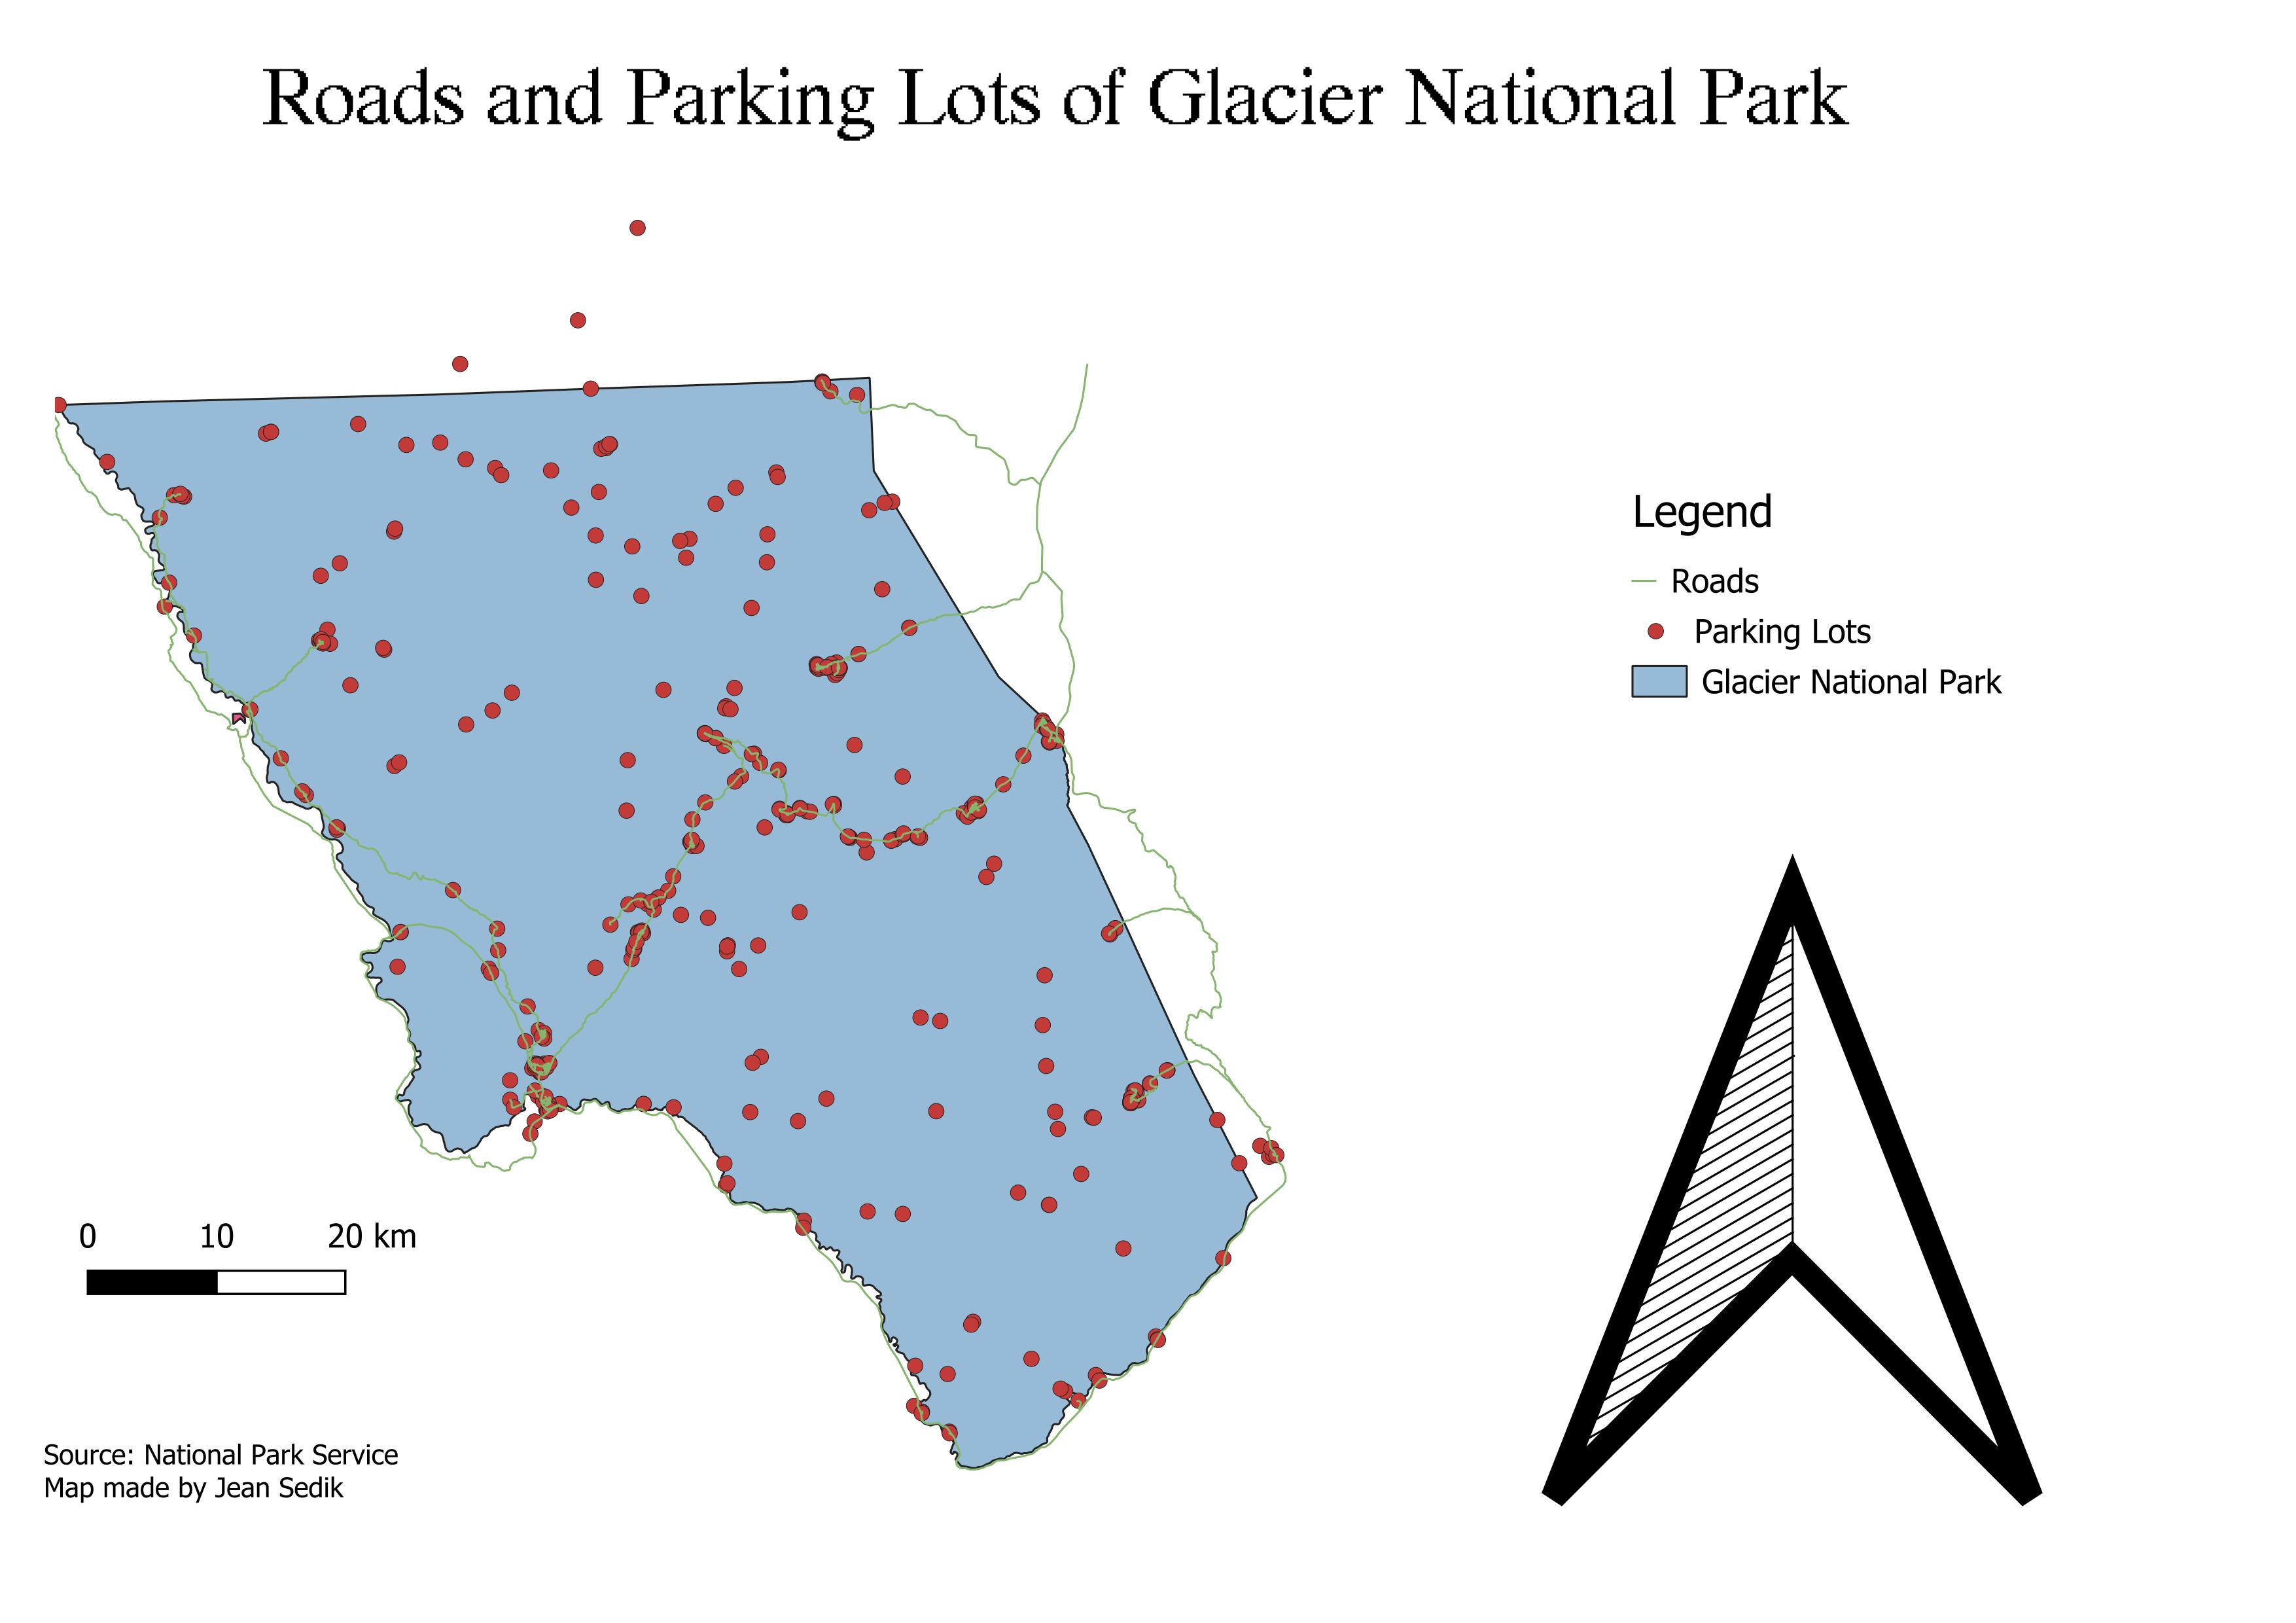 Roads and Parking Lots of Glacier National Park
Legend
Roads
Parking Lots
Glacier National Park
0 10 20 km
Source: National Park Service
Map made by Jean Sedik